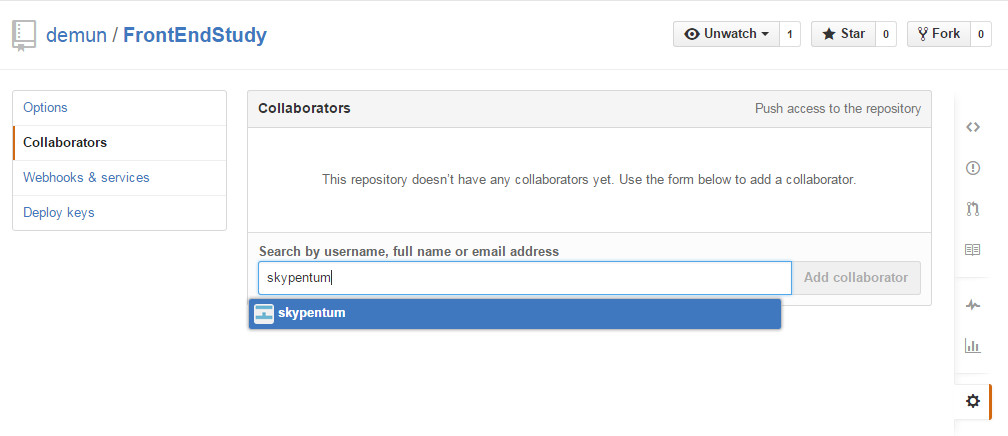 demun / FrontEndStudy
Unwatch 1 Star 0 Fork 0
Options
Collaborators
Webhooks & services
Deploy keys
Collaborators Push access to the repository
This repository doesn't have any collaborators yet. Use the form below to add a collaborator.
Search by username, full name or email address
skypentum Add collaborator
skypentum